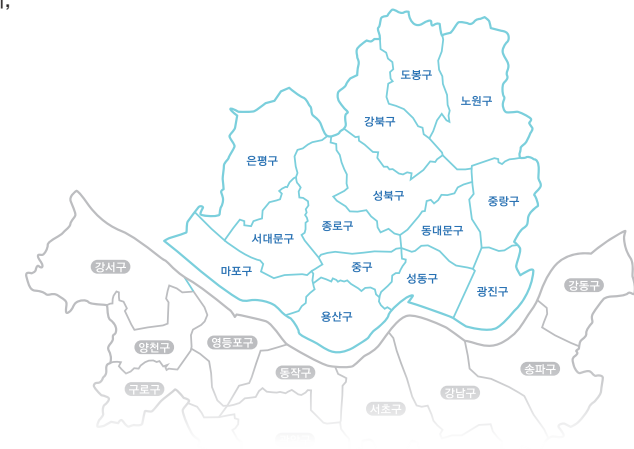 도봉구
노원구
강북구
은평구
성북구
중랑구
종로구
동대문구
서대문구
마포구
중구
성동구
광진구
강서구
강동구
용산구
영등포구
양천구
송파구
동작구
구로구
강남구
서초구